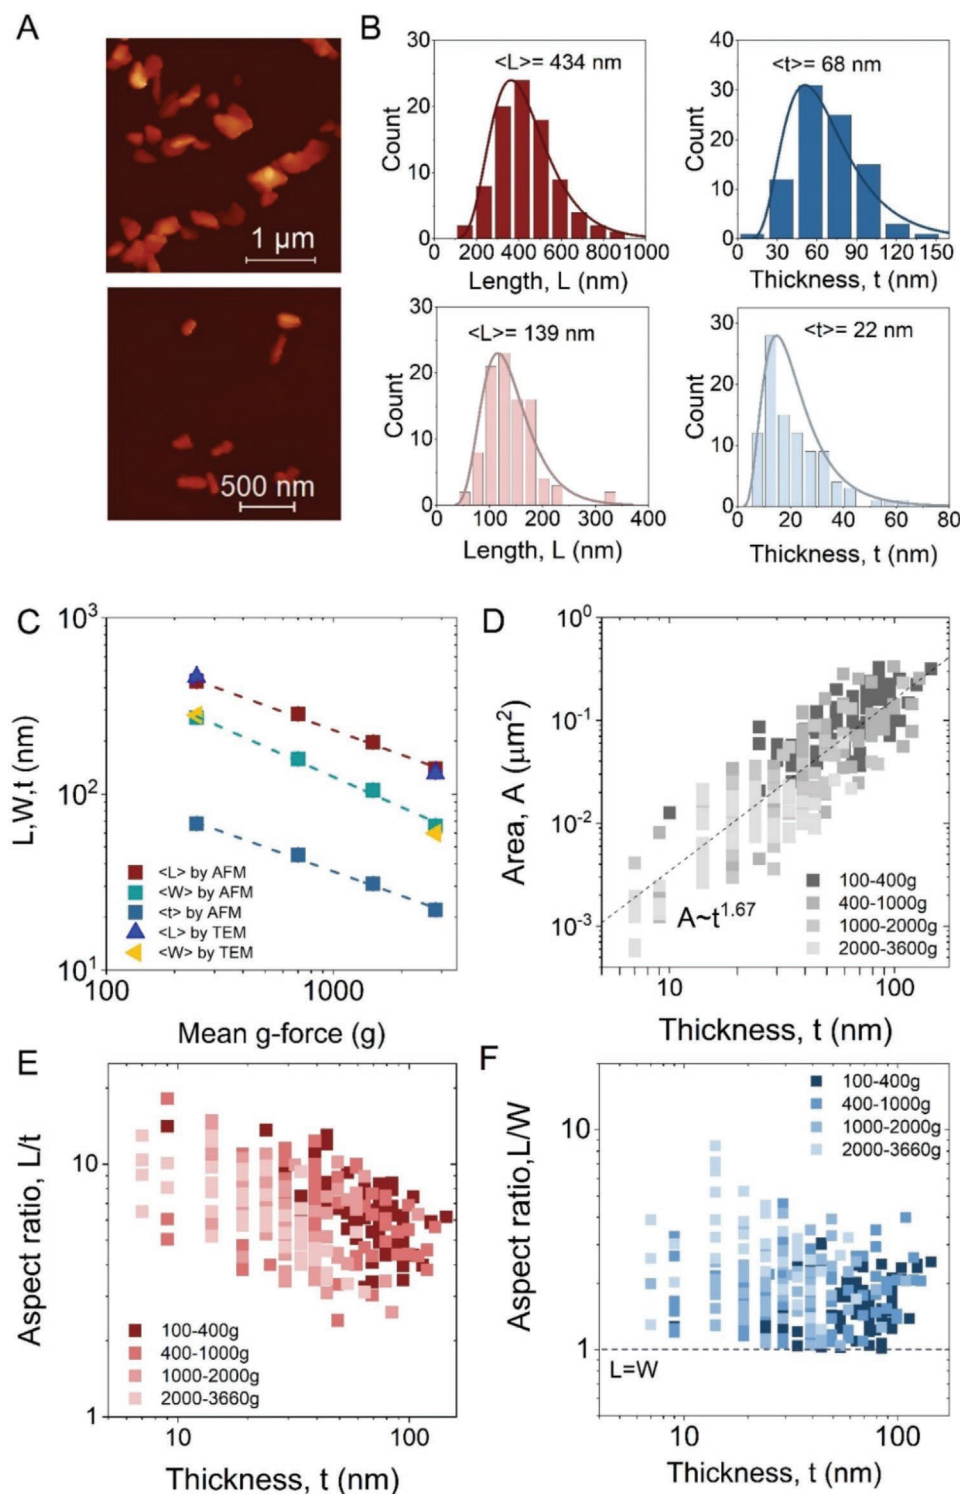 A
1 µm
500 nm
B
<L>= 434 nm
Count
40
30
20
10
0
200 400 600 800 1000
Length, L (nm)
<t>= 68 nm
Count
40
30
20
10
0
0 30 60 90 120 150
Thickness, t (nm)
<L>= 139 nm
Count
30
20
10
0
0 100 200 300 400
Length, L (nm)
<t>= 22 nm
Count
30
20
10
0
0 20 40 60 80
Thickness, t (nm)
C
L,W,t (nm)
10³
10²
10¹
100 1000
Mean g-force (g)
<L> by AFM
<W> by AFM
<t> by AFM
<L> by TEM
<W> by TEM
D
Area, A (µm²)
10⁰
10⁻¹
10⁻²
10⁻³
A~t^1.67
100-400g
400-1000g
1000-2000g
2000-3600g
10 100
Thickness, t (nm)
E
Aspect ratio, L/t
10
1
100-400g
400-1000g
1000-2000g
2000-3660g
10 100
Thickness, t (nm)
F
Aspect ratio,L/W
10
1
100-400g
400-1000g
1000-2000g
2000-3660g
L=W
10 100
Thickness, t (nm)